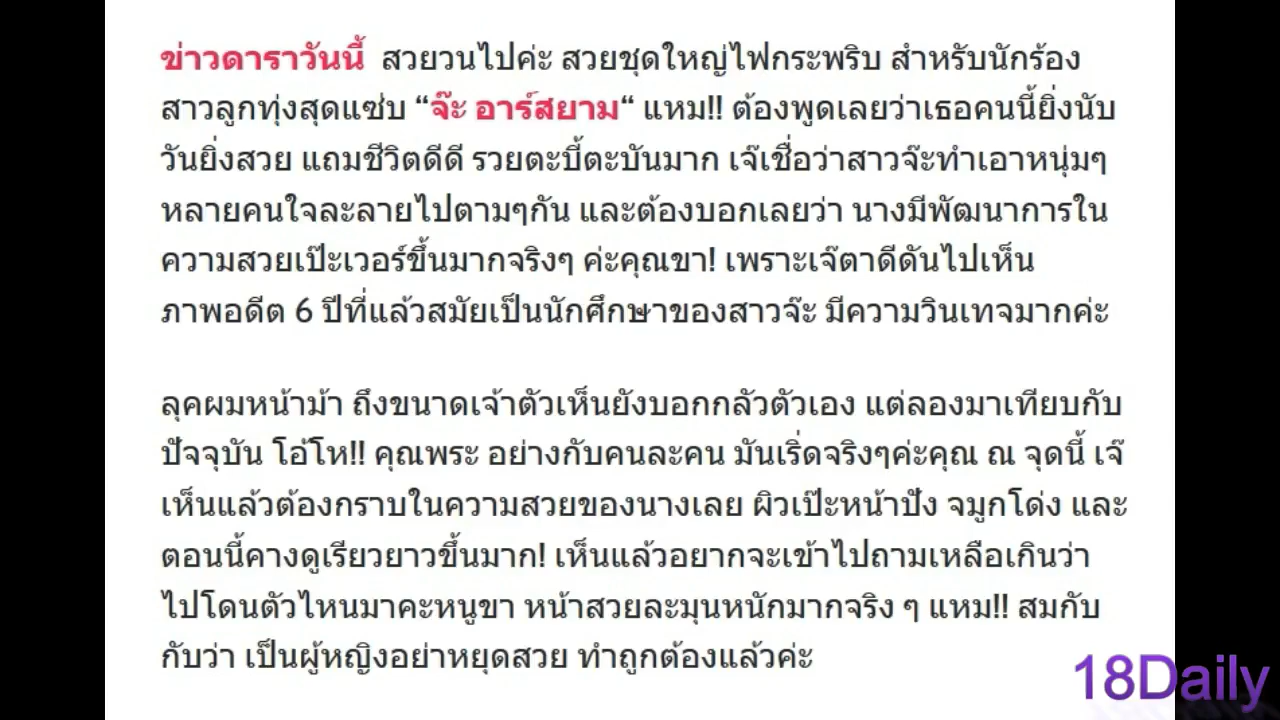 ข่าวดาราวันนี้ สวยวนไปค่ะ สวยชุดใหญ่ไฟกระพริบ สำหรับนักร้อง
สาวลูกทุ่งสุดแซ่บ “จ๊ะ อาร์สยาม“ แหม!! ต้องพูดเลยว่าเธอคนนี้ยิ่งนับ
วันยิ่งสวย แถมชีวิตดีดี รวยตะบี้ตะบันมาก เจ๊เชื่อว่าสาวจ๊ะทำเอาหนุ่มๆ
หลายคนใจละลายไปตามๆกัน และต้องบอกเลยว่า นางมีพัฒนาการใน
ความสวยเป๊ะเวอร์ขึ้นมากจริงๆ ค่ะคุณขา! เพราะเจ๊ตาดีดันไปเห็น
ภาพอดีต 6 ปีที่แล้วสมัยเป็นนักศึกษาของสาวจ๊ะ มีความวินเทจมากค่ะ
ลุคผมหน้าม้า ถึงขนาดเจ้าตัวเห็นยังบอกกลัวตัวเอง แต่ลองมาเทียบกับ
ปัจจุบัน โอ้โห!! คุณพระ อย่างกับคนละคน มันเริ่ดจริงๆค่ะคุณ ณ จุดนี้ เจ๊
เห็นแล้วต้องกราบในความสวยของนางเลย ผิวเป๊ะหน้าปัง จมูกโด่ง และ
ตอนนี้คางดูเรียวยาวขึ้นมาก! เห็นแล้วอยากจะเข้าไปถามเหลือเกินว่า
ไปโดนตัวไหนมาคะหนูขา หน้าสวยละมุนหนักมากจริง ๆ แหม!! สมกับ
กับว่า เป็นผู้หญิงอย่าหยุดสวย ทำถูกต้องแล้วค่ะ
18Daily